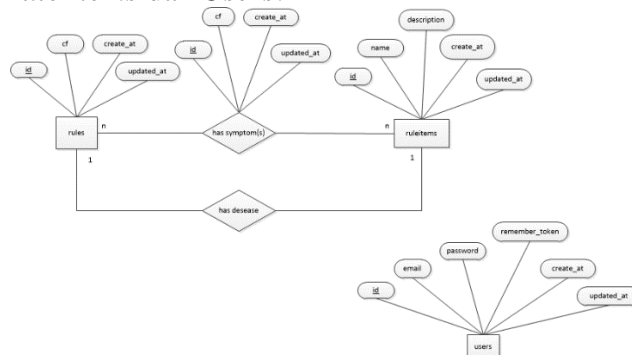 cf
create_at
id
updated_at
rules
cf
create_at
id
updated_at
n
has symptom(s)
n
description
name
create_at
id
updated_at
ruleitems
1
1
has desease
remember_token
password
email
create_at
id
updated_at
users